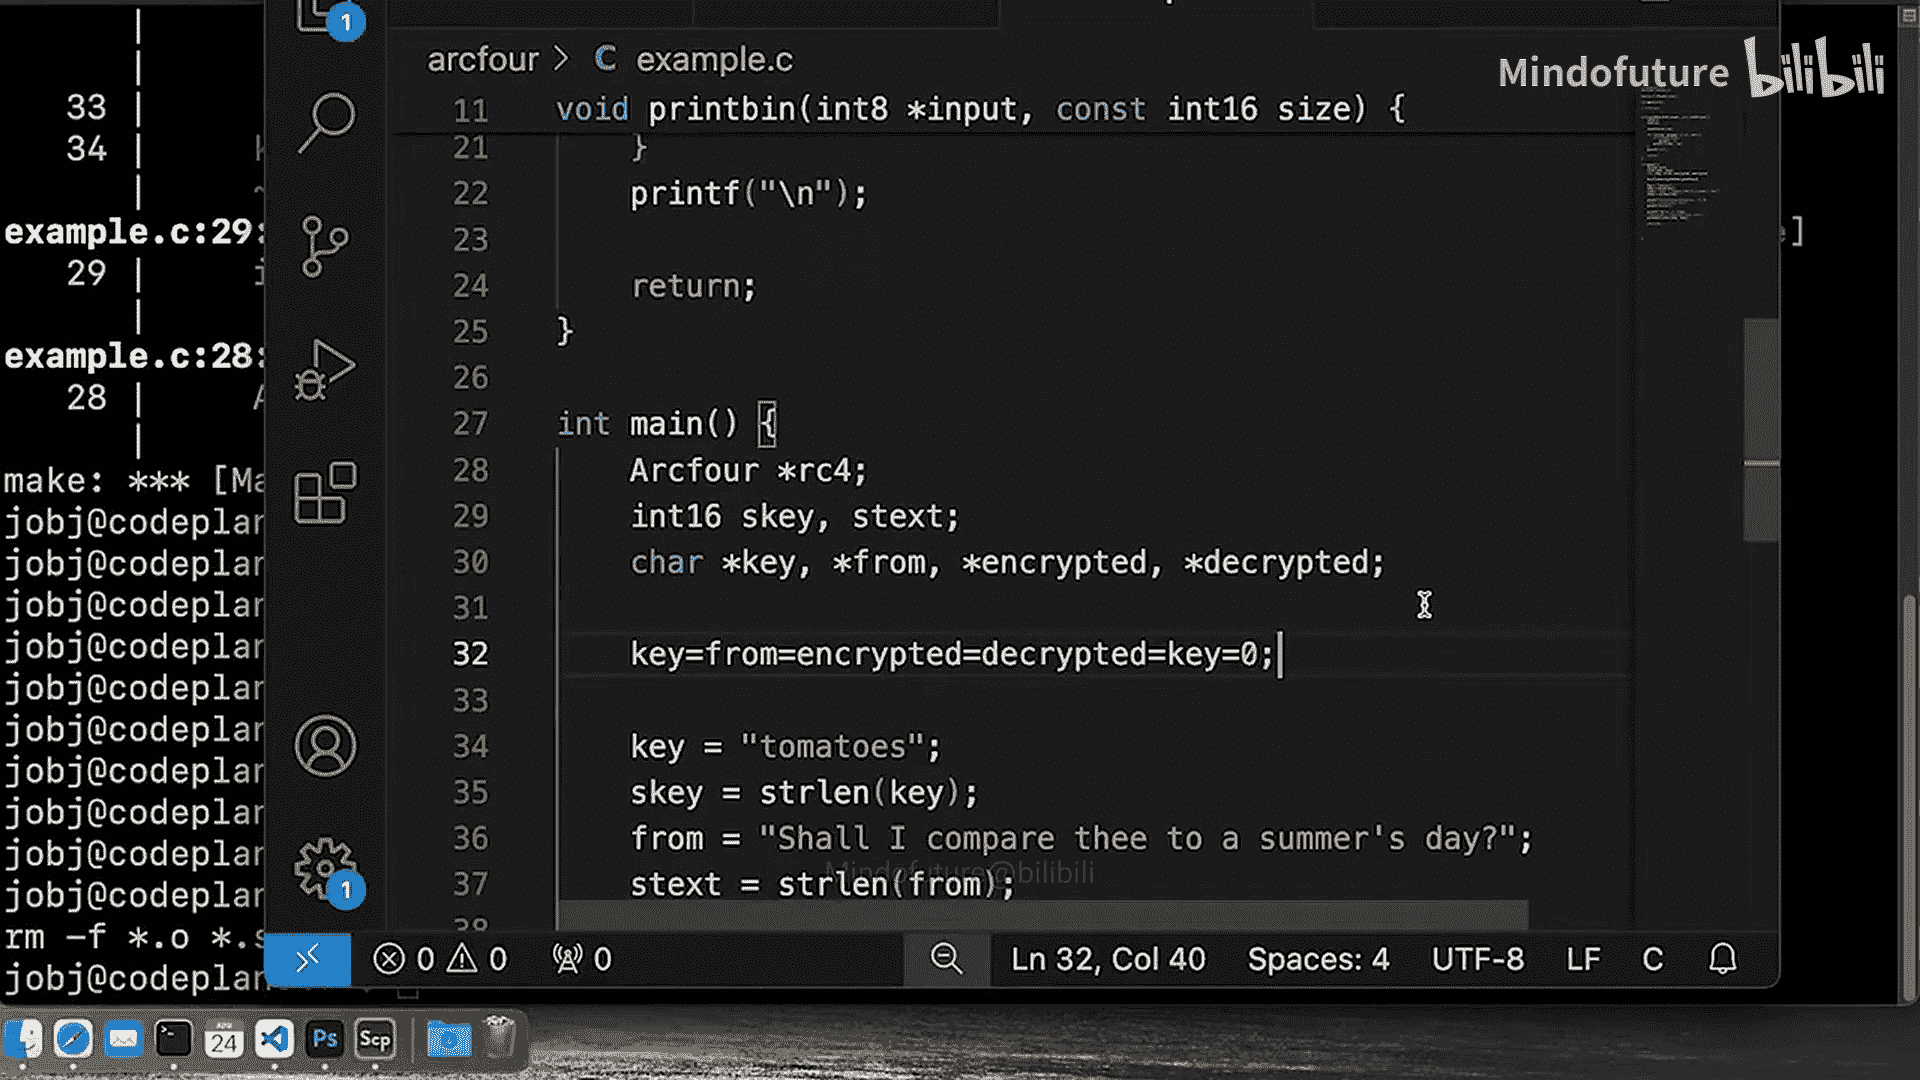 33 |
34 |
example.c:29:
29 |
example.c:28:
28 |
make: *** [Ma
jobj@codeplan
jobj@codeplan
jobj@codeplan
jobj@codeplan
jobj@codeplan
jobj@codeplan
jobj@codeplan
jobj@codeplan
jobj@codeplan
jobj@codeplan
rm -f *.o *.s
jobj@codeplan
1
arcfour > C example.c
Mindofuture bilibili
11 void printbin(int8 *input, const int16 size) {
21 }
22 printf("\n");
23
24 return;
25 }
26
27 int main() {
28 Arcfour *rc4;
29 int16 skey, stext;
30 char *key, *from, *encrypted, *decrypted;
31
32 key=from=encrypted=decrypted=key=0;
33
34 key = "tomatoes";
35 skey = strlen(key);
36 from = "Shall I compare thee to a summer's day?";
37 stext = strlen(from);
Mindofuture@bilibili
1
0 0 0 Ln 32, Col 40 Spaces: 4 UTF-8 LF C
24 Ps Scp